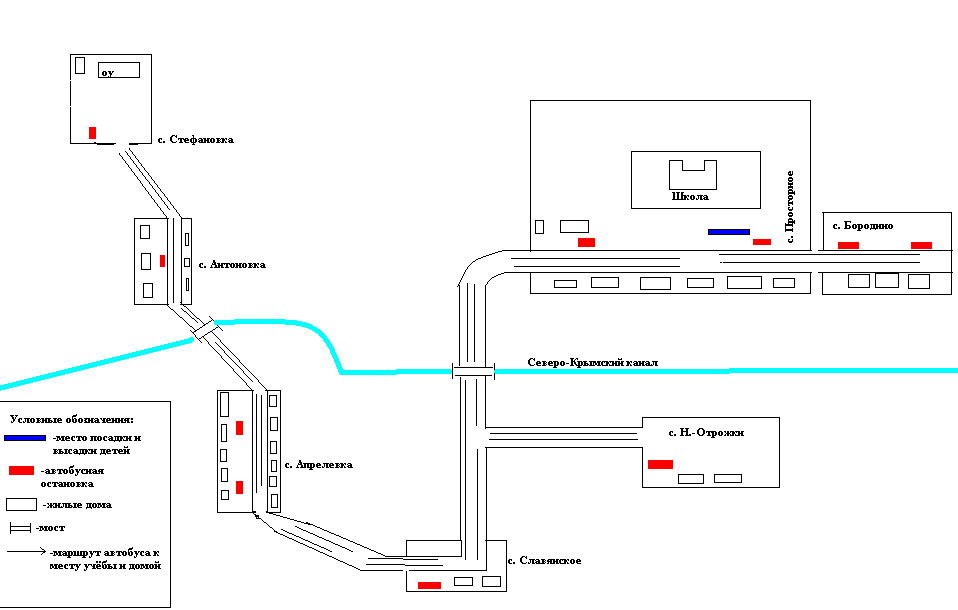 оу
с. Стефановка
с. Антоновка
Школа
с. Просторное
с. Бородино
Северо-Крымский канал
с. Н.-Отрожки
с. Апрелевка
с. Славянское
Условные обозначения:
-место посадки и
высадки детей
-автобусная
остановка
-жилые дома
-мост
-маршрут автобуса к
месту учёбы и домой